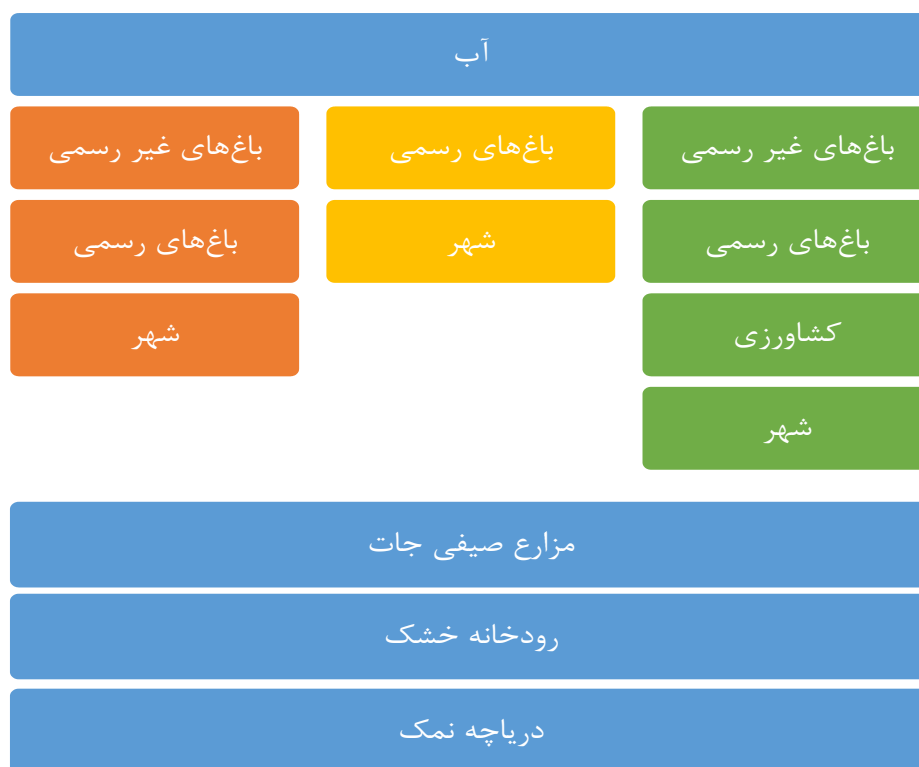 آب
باغ‌های غیر رسمی
باغ‌های رسمی
کشاورزی
شهر
باغ‌های رسمی
شهر
باغ‌های غیر رسمی
باغ‌های رسمی
شهر
مزارع صیفی جات
رودخانه خشک
دریاچه نمک